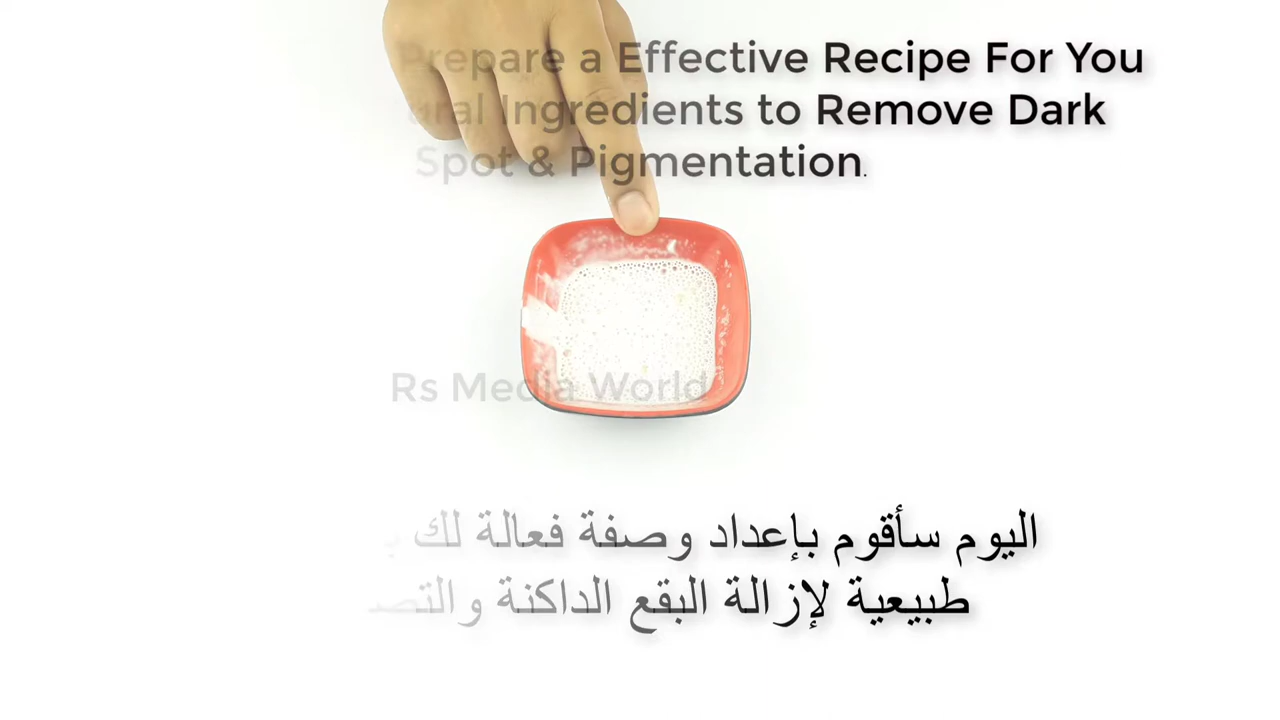 Prepare a Effective Recipe For You
Ingredients to Remove Dark
Spot & Pigmentation.
Rs Media World
اليوم سأقوم بإعداد وصفة فعالة لك
طبيعية لإزالة البقع الداكنة